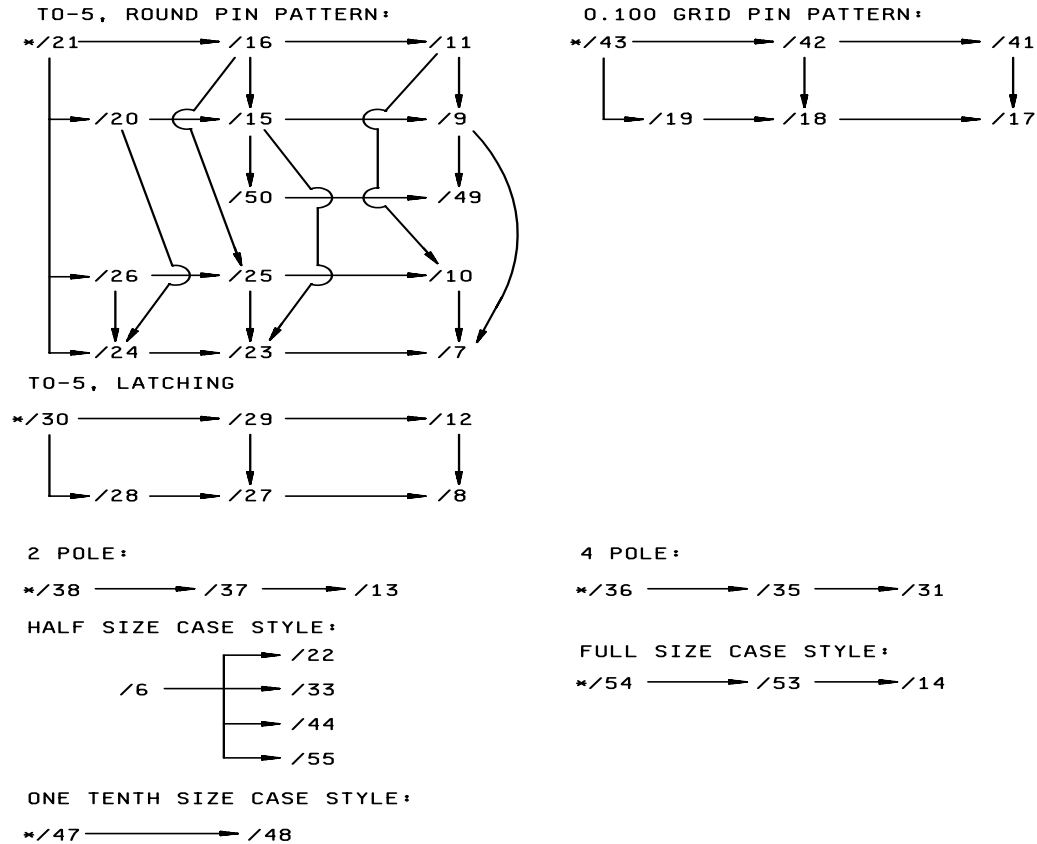 TO-5, ROUND PIN PATTERN: 0.100 GRID PIN PATTERN:
*/21 /16 /11 */43 /42 /41
/20 /15 /9 /19 /18 /17
/50 /49
/26 /25 /10
/24 /23 /7
TO-5, LATCHING
*/30 /29 /12
/28 /27 /8
2 POLE: 4 POLE:
*/38 /37 /13 */36 /35 /31
HALF SIZE CASE STYLE:
FULL SIZE CASE STYLE:
/22
/6 /33 */54 /53 /14
/44
/55
ONE TENTH SIZE CASE STYLE:
*/47 /48